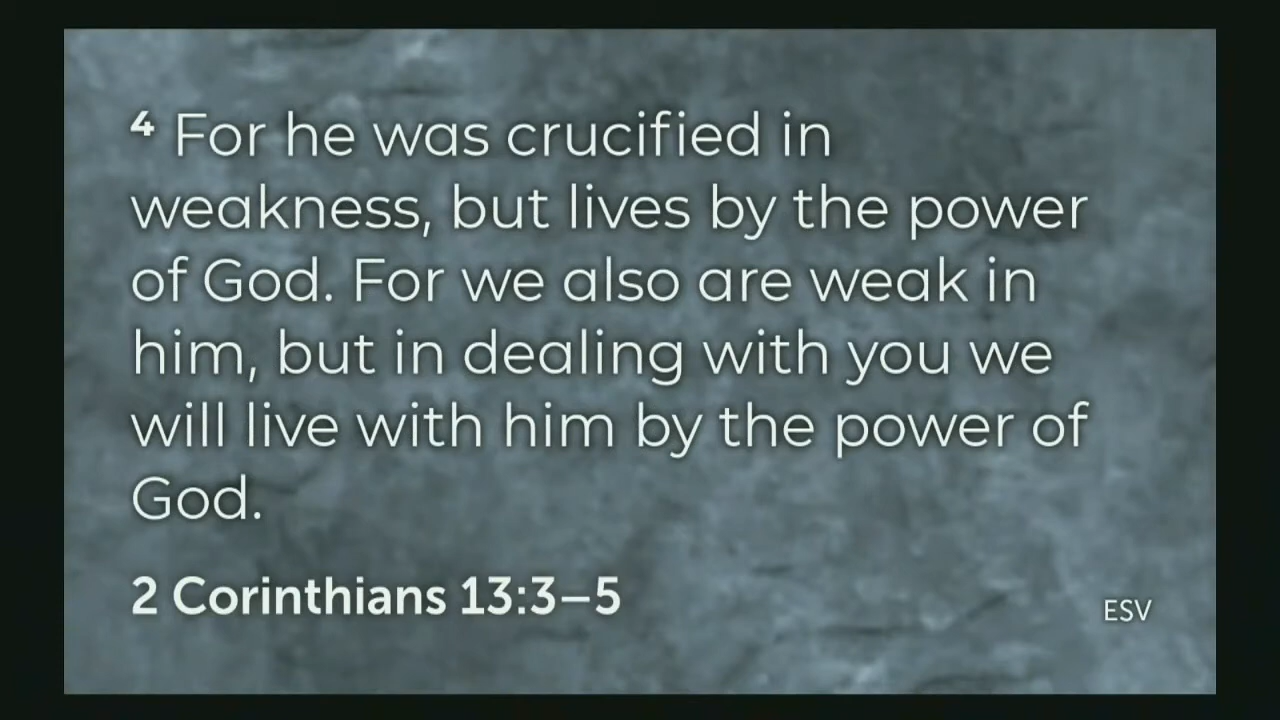 ⁴ For he was crucified in
weakness, but lives by the power
of God. For we also are weak in
him, but in dealing with you we
will live with him by the power of
God.
2 Corinthians 13:3–5
ESV